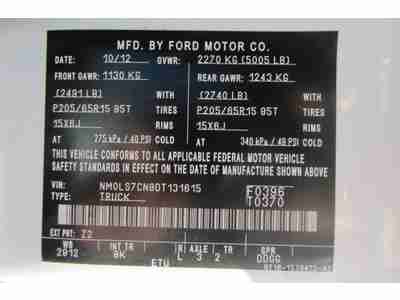 MFD. BY FORD MOTOR CO.
DATE: 10/12 GVWR: 2270 KG (5005 LB)
FRONT GAWR: 1130 KG REAR GAWR: 1243 KG
(2491 LB) WITH (2740 LB) WITH
P205/65R15 95T TIRES P205/65R15 95T TIRES
15X6J RIMS 15X6J RIMS
AT 275 kPa / 40 PSI COLD AT 340 kPa / 49 PSI COLD
THIS VEHICLE CONFORMS TO ALL APPLICABLE FEDERAL MOTOR VEHICLE
SAFETY STANDARDS IN EFFECT ON THE DATE OF MANUFACTURE SHOWN ABOVE.
VIN: NM0LS7CN8DT131615 F0396
TYPE: TRUCK T0370
EXT PNT: Z2
WB INT TR R AXLE TR SPR
2912 8K L 3 2 DDGG
ETU